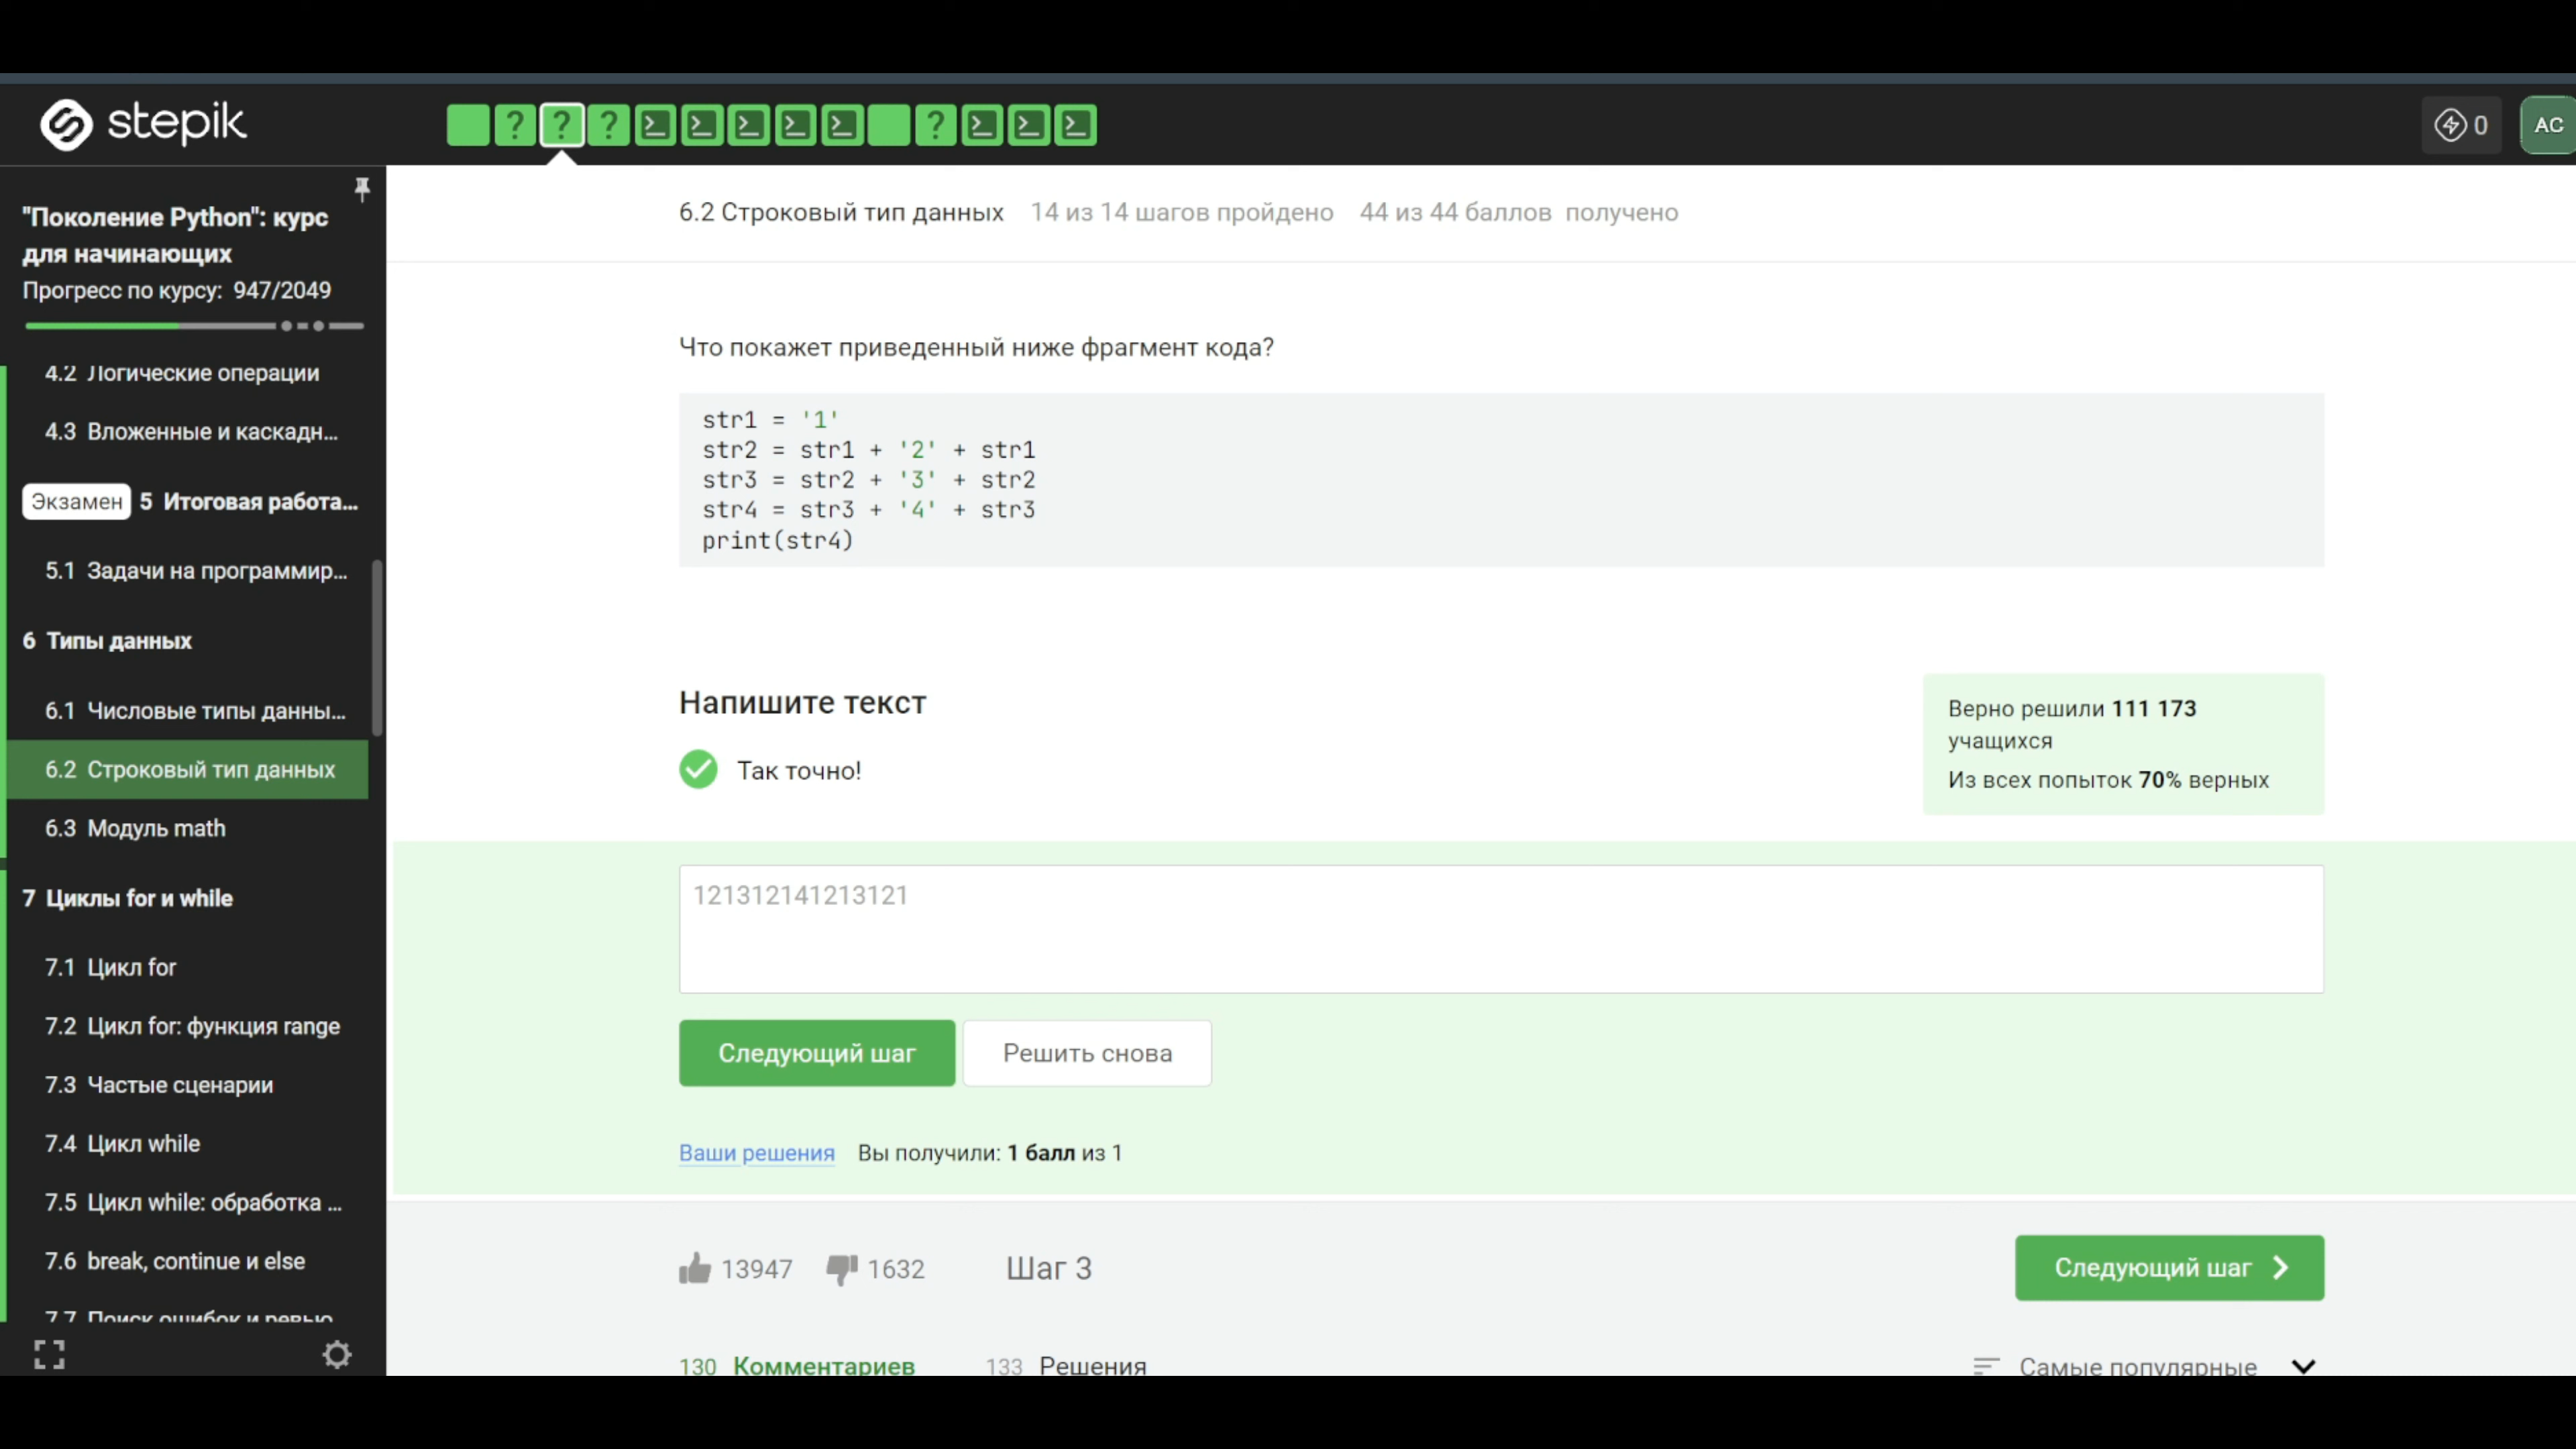 stepik
? ? ? ?
0
AC
"Поколение Python": курс
для начинающих
Прогресс по курсу: 947/2049
4.2 Логические операции
4.3 Вложенные и каскадн...
Экзамен 5 Итоговая работа...
5.1 Задачи на программир...
6 Типы данных
6.1 Числовые типы данны...
6.2 Строковый тип данных
6.3 Модуль math
7 Циклы for и while
7.1 Цикл for
7.2 Цикл for: функция range
7.3 Частые сценарии
7.4 Цикл while
7.5 Цикл while: обработка ...
7.6 break, continue и else
7.7 Поиск ошибок и ревью
6.2 Строковый тип данных 14 из 14 шагов пройдено 44 из 44 баллов получено
Что покажет приведенный ниже фрагмент кода?
str1 = '1'
str2 = str1 + '2' + str1
str3 = str2 + '3' + str2
str4 = str3 + '4' + str3
print(str4)
Напишите текст
Так точно!
Верно решили 111 173
учащихся
Из всех попыток 70% верных
121312141213121
Следующий шаг Решить снова
Ваши решения Вы получили: 1 балл из 1
13947 1632 Шаг 3
Следующий шаг
130 Комментариев 133 Решения
Самые популярные